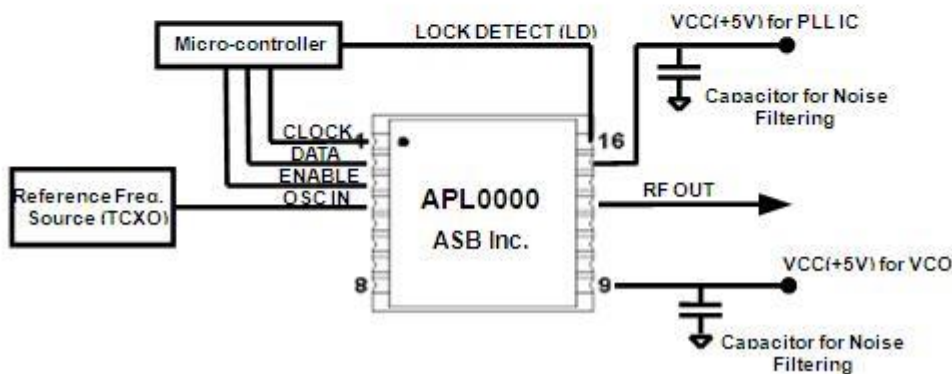 Micro-controller
LOCK DETECT (LD)
VCC(+5V) for PLL IC
Capacitor for Noise
Filtering
CLOCK
1
16
DATA
ENABLE
OSC IN
Reference Freq.
Source (TCXO)
APL0000
ASB Inc.
RF OUT
8
9
VCC(+5V) for VCO
Capacitor for Noise
Filtering